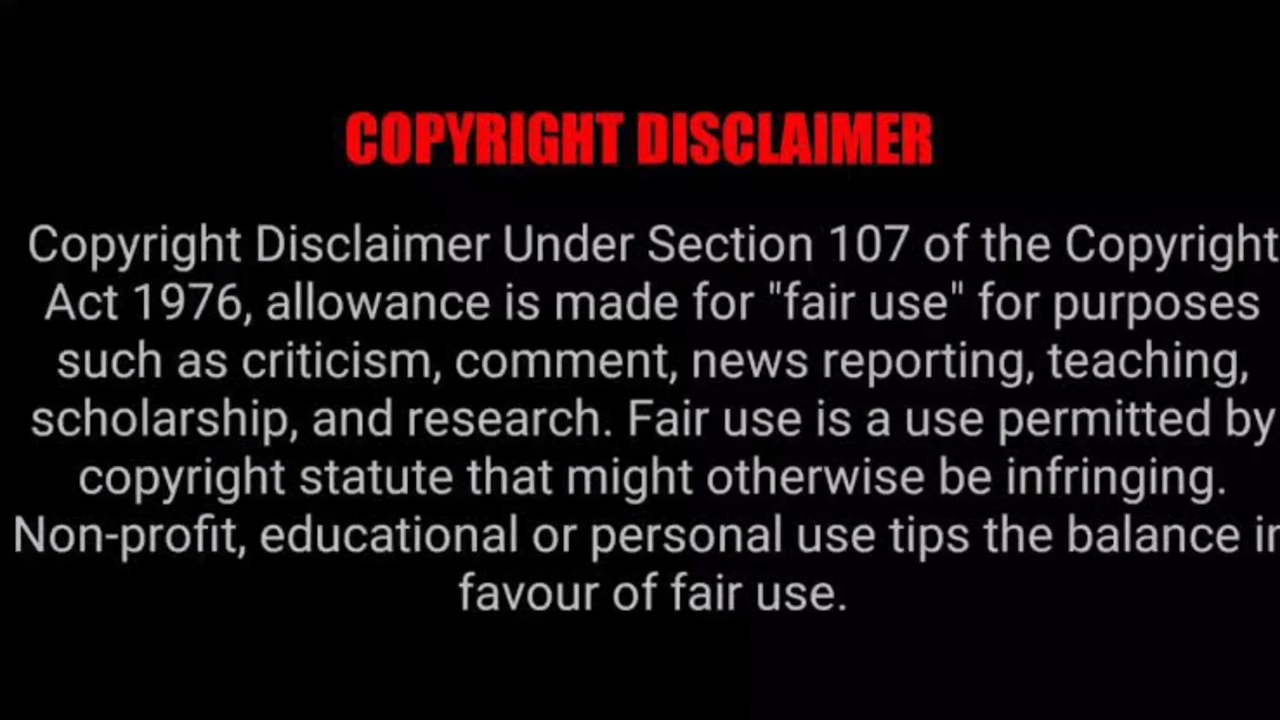 COPYRIGHT DISCLAIMER
Copyright Disclaimer Under Section 107 of the Copyright
Act 1976, allowance is made for "fair use" for purposes
such as criticism, comment, news reporting, teaching,
scholarship, and research. Fair use is a use permitted by
copyright statute that might otherwise be infringing.
Non-profit, educational or personal use tips the balance in
favour of fair use.